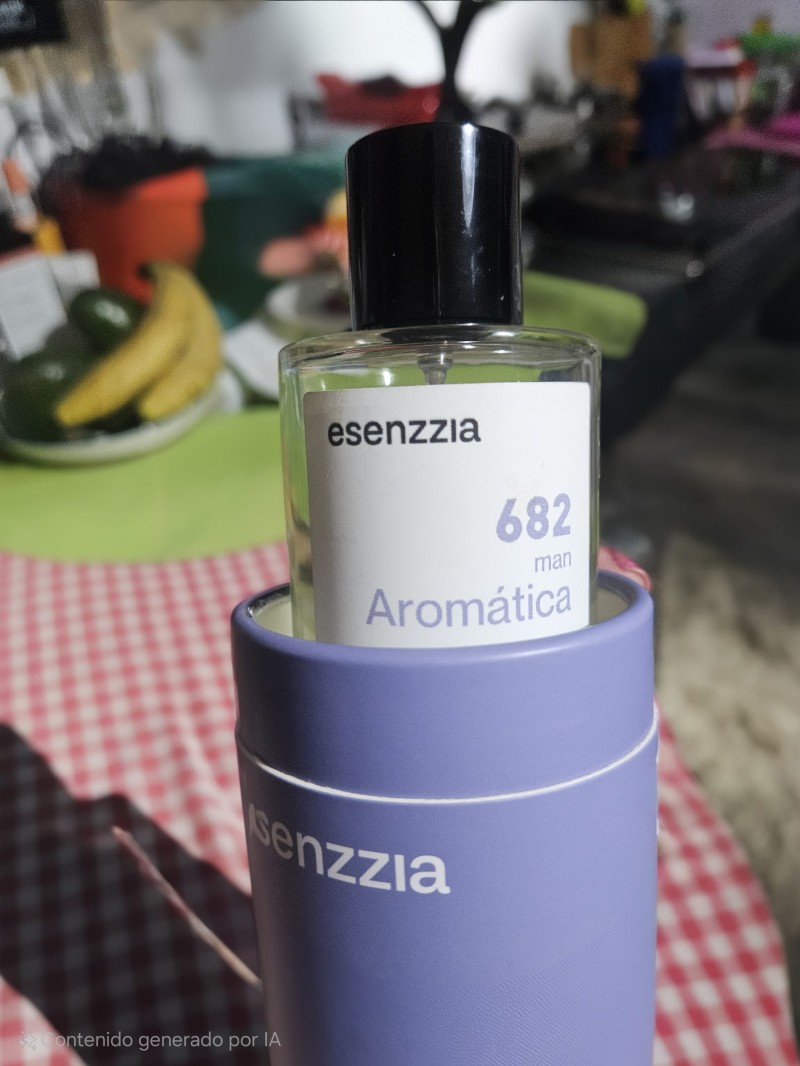 esenzzia
682
man
Aromática
esenzzia
Contenido generado por IA